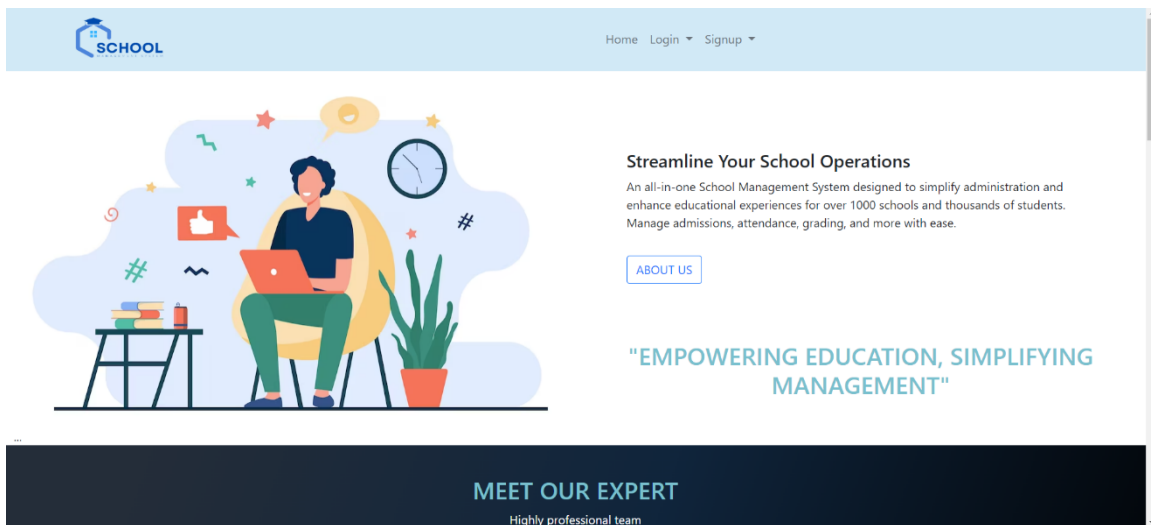 SCHOOL
Home Login Signup
Streamline Your School Operations
An all-in-one School Management System designed to simplify administration and
enhance educational experiences for over 1000 schools and thousands of students.
Manage admissions, attendance, grading, and more with ease.
ABOUT US
"EMPOWERING EDUCATION, SIMPLIFYING
MANAGEMENT"
...
MEET OUR EXPERT
Highly professional team